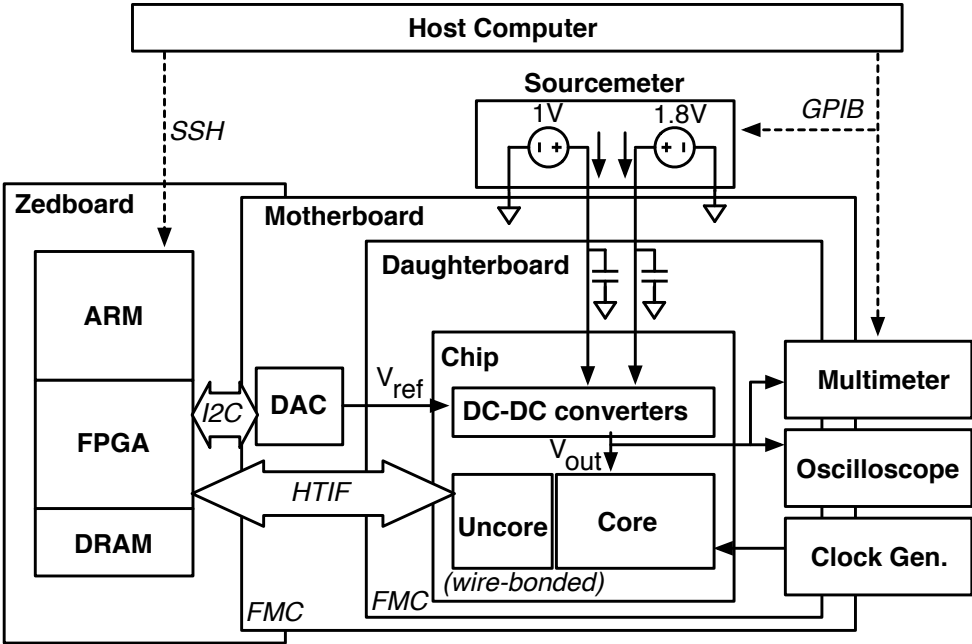 Host Computer
Sourcemeter
1V
1.8V
GPIB
SSH
Zedboard
Motherboard
Daughterboard
ARM
Chip
Multimeter
Vref
DAC
I2C
DC-DC converters
FPGA
Vout
Oscilloscope
HTIF
Uncore
Core
DRAM
Clock Gen.
(wire-bonded)
FMC
FMC